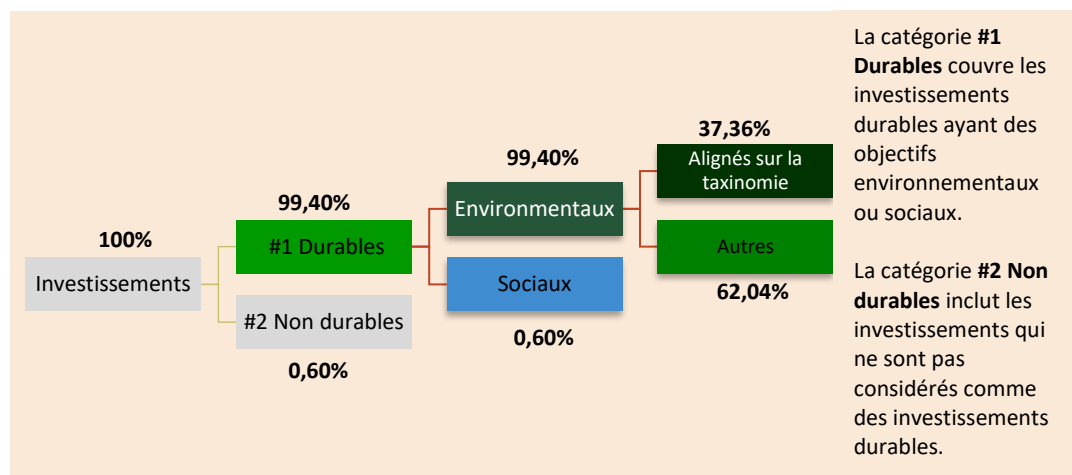 37,36%
Alignés sur la
taxinomie
99,40%
Environmentaux
99,40%
#1 Durables
Autres
62,04%
100%
Investissements
Sociaux
0,60%
#2 Non durables
0,60%
La catégorie #1
Durables couvre les
investissements
durables ayant des
objectifs
environnementaux
ou sociaux.
La catégorie #2 Non
durables inclut les
investissements qui
ne sont pas
considérés comme
des investissements
durables.